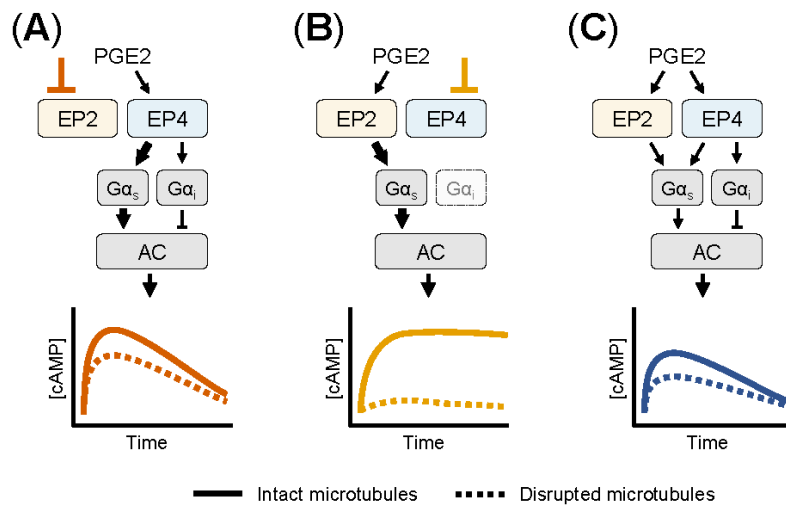 (A)
PGE2
EP2
EP4
Gαs
Gαi
AC
[cAMP]
Time
(B)
PGE2
EP2
EP4
Gαs
Gαi
AC
[cAMP]
Time
(C)
PGE2
EP2
EP4
Gαs
Gαi
AC
[cAMP]
Time
Intact microtubules
Disrupted microtubules